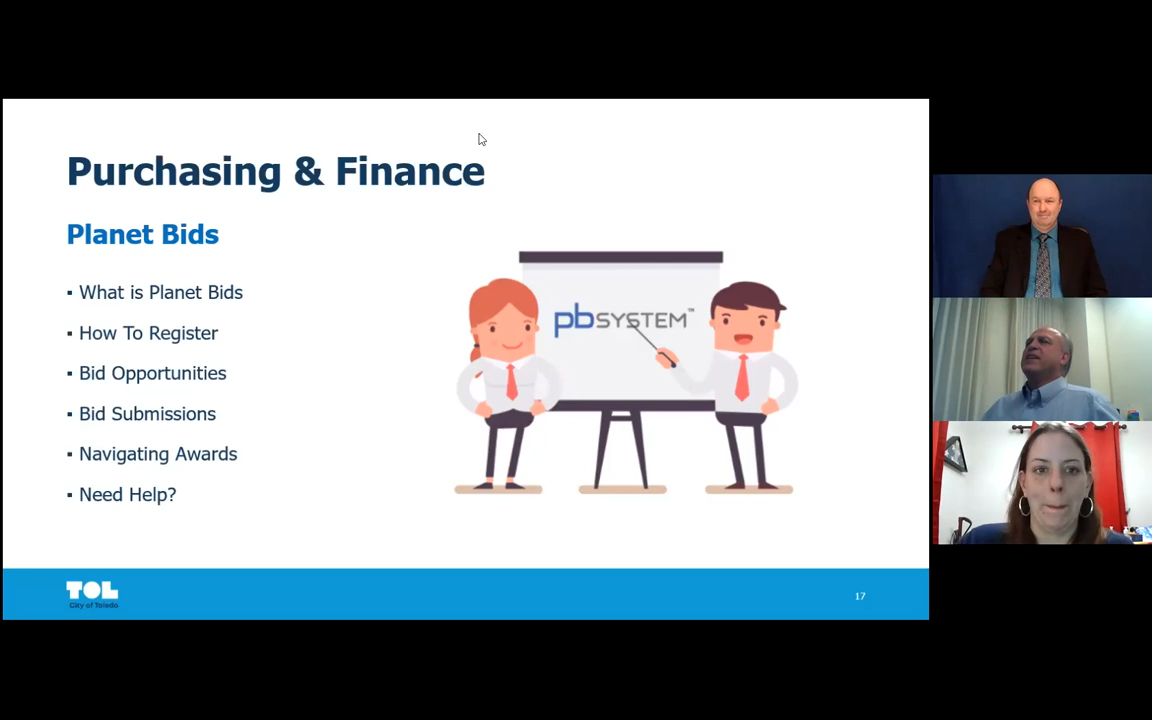 Purchasing & Finance
Planet Bids
▪ What is Planet Bids
▪ How To Register
▪ Bid Opportunities
▪ Bid Submissions
▪ Navigating Awards
▪ Need Help?
pbSYSTEM™
TOL
City of Toledo
17